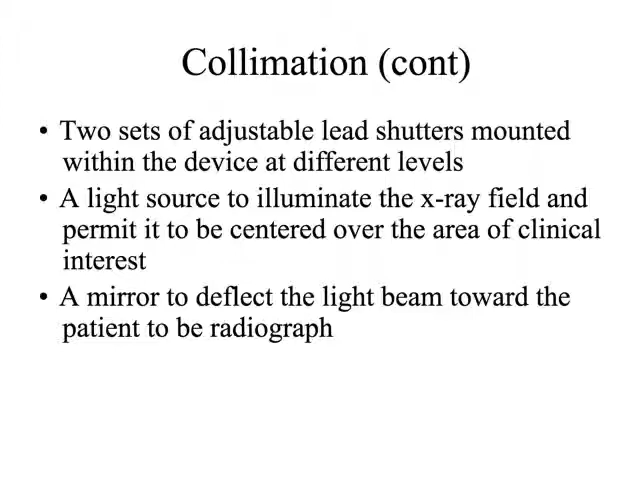 Collimation (cont)
• Two sets of adjustable lead shutters mounted
within the device at different levels
• A light source to illuminate the x-ray field and
permit it to be centered over the area of clinical
interest
• A mirror to deflect the light beam toward the
patient to be radiograph